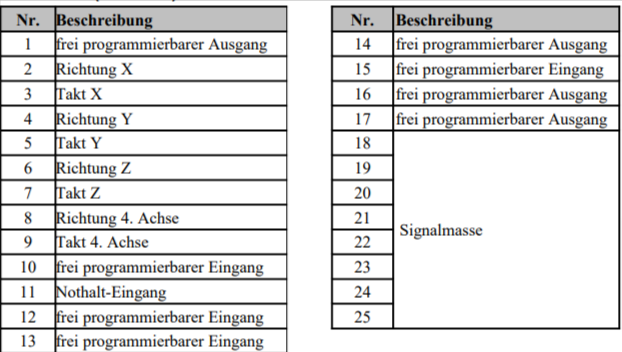 Nr. Beschreibung
1 frei programmierbarer Ausgang
2 Richtung X
3 Takt X
4 Richtung Y
5 Takt Y
6 Richtung Z
7 Takt Z
8 Richtung 4. Achse
9 Takt 4. Achse
10 frei programmierbarer Eingang
11 Nothalt-Eingang
12 frei programmierbarer Eingang
13 frei programmierbarer Eingang
Nr. Beschreibung
14 frei programmierbarer Ausgang
15 frei programmierbarer Eingang
16 frei programmierbarer Ausgang
17 frei programmierbarer Ausgang
18
19
20
21
Signalmasse
22
23
24
25